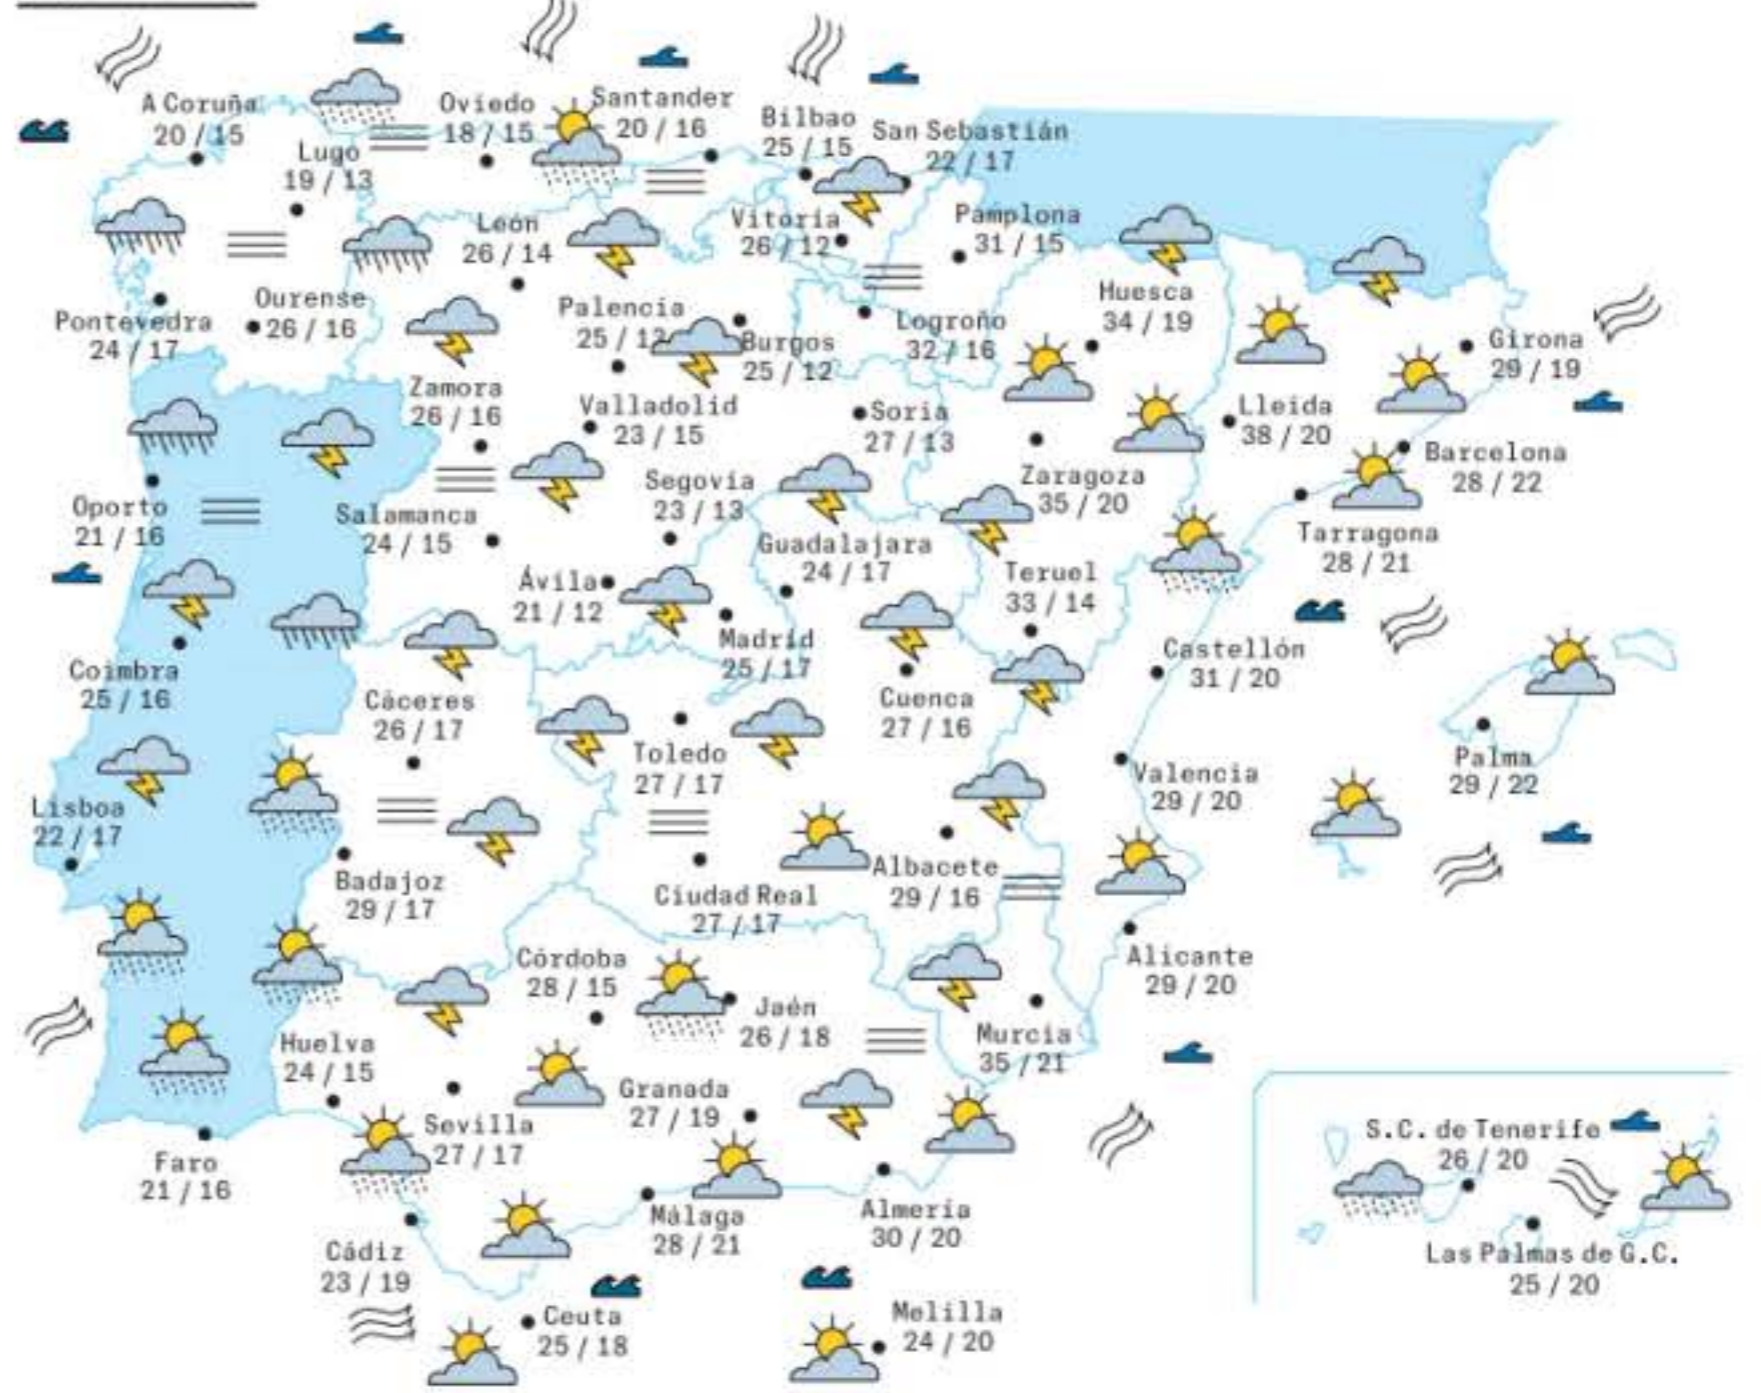 A Coruña
20 / 15
Lugo
19 / 13
Oviedo
18 / 15
Santander
20 / 16
Bilbao
25 / 15
San Sebastián
22 / 17
Vitoria
26 / 12
Pamplona
31 / 15
León
26 / 14
Pontevedra
24 / 17
Ourense
26 / 16
Palencia
25 / 12
Burgos
25 / 12
Logroño
32 / 16
Huesca
34 / 19
Girona
29 / 19
Zamora
26 / 16
Valladolid
23 / 15
Soria
27 / 13
Lleida
38 / 20
Barcelona
28 / 22
Zaragoza
35 / 20
Tarragona
28 / 21
Oporto
21 / 16
Salamanca
24 / 15
Segovia
23 / 13
Guadalajara
24 / 17
Ávila
21 / 12
Teruel
33 / 14
Madrid
25 / 17
Castellón
31 / 20
Coimbra
25 / 16
Cáceres
26 / 17
Cuenca
27 / 16
Toledo
27 / 17
Valencia
29 / 20
Palma
29 / 22
Lisboa
22 / 17
Badajoz
29 / 17
Ciudad Real
27 / 17
Albacete
29 / 16
Alicante
29 / 20
Córdoba
28 / 15
Jaén
26 / 18
Murcia
35 / 21
Huelva
24 / 15
Sevilla
27 / 17
Granada
27 / 19
Faro
21 / 16
Málaga
28 / 21
Almería
30 / 20
Cádiz
23 / 19
Ceuta
25 / 18
Melilla
24 / 20
S.C. de Tenerife
26 / 20
Las Palmas de G.C.
25 / 20